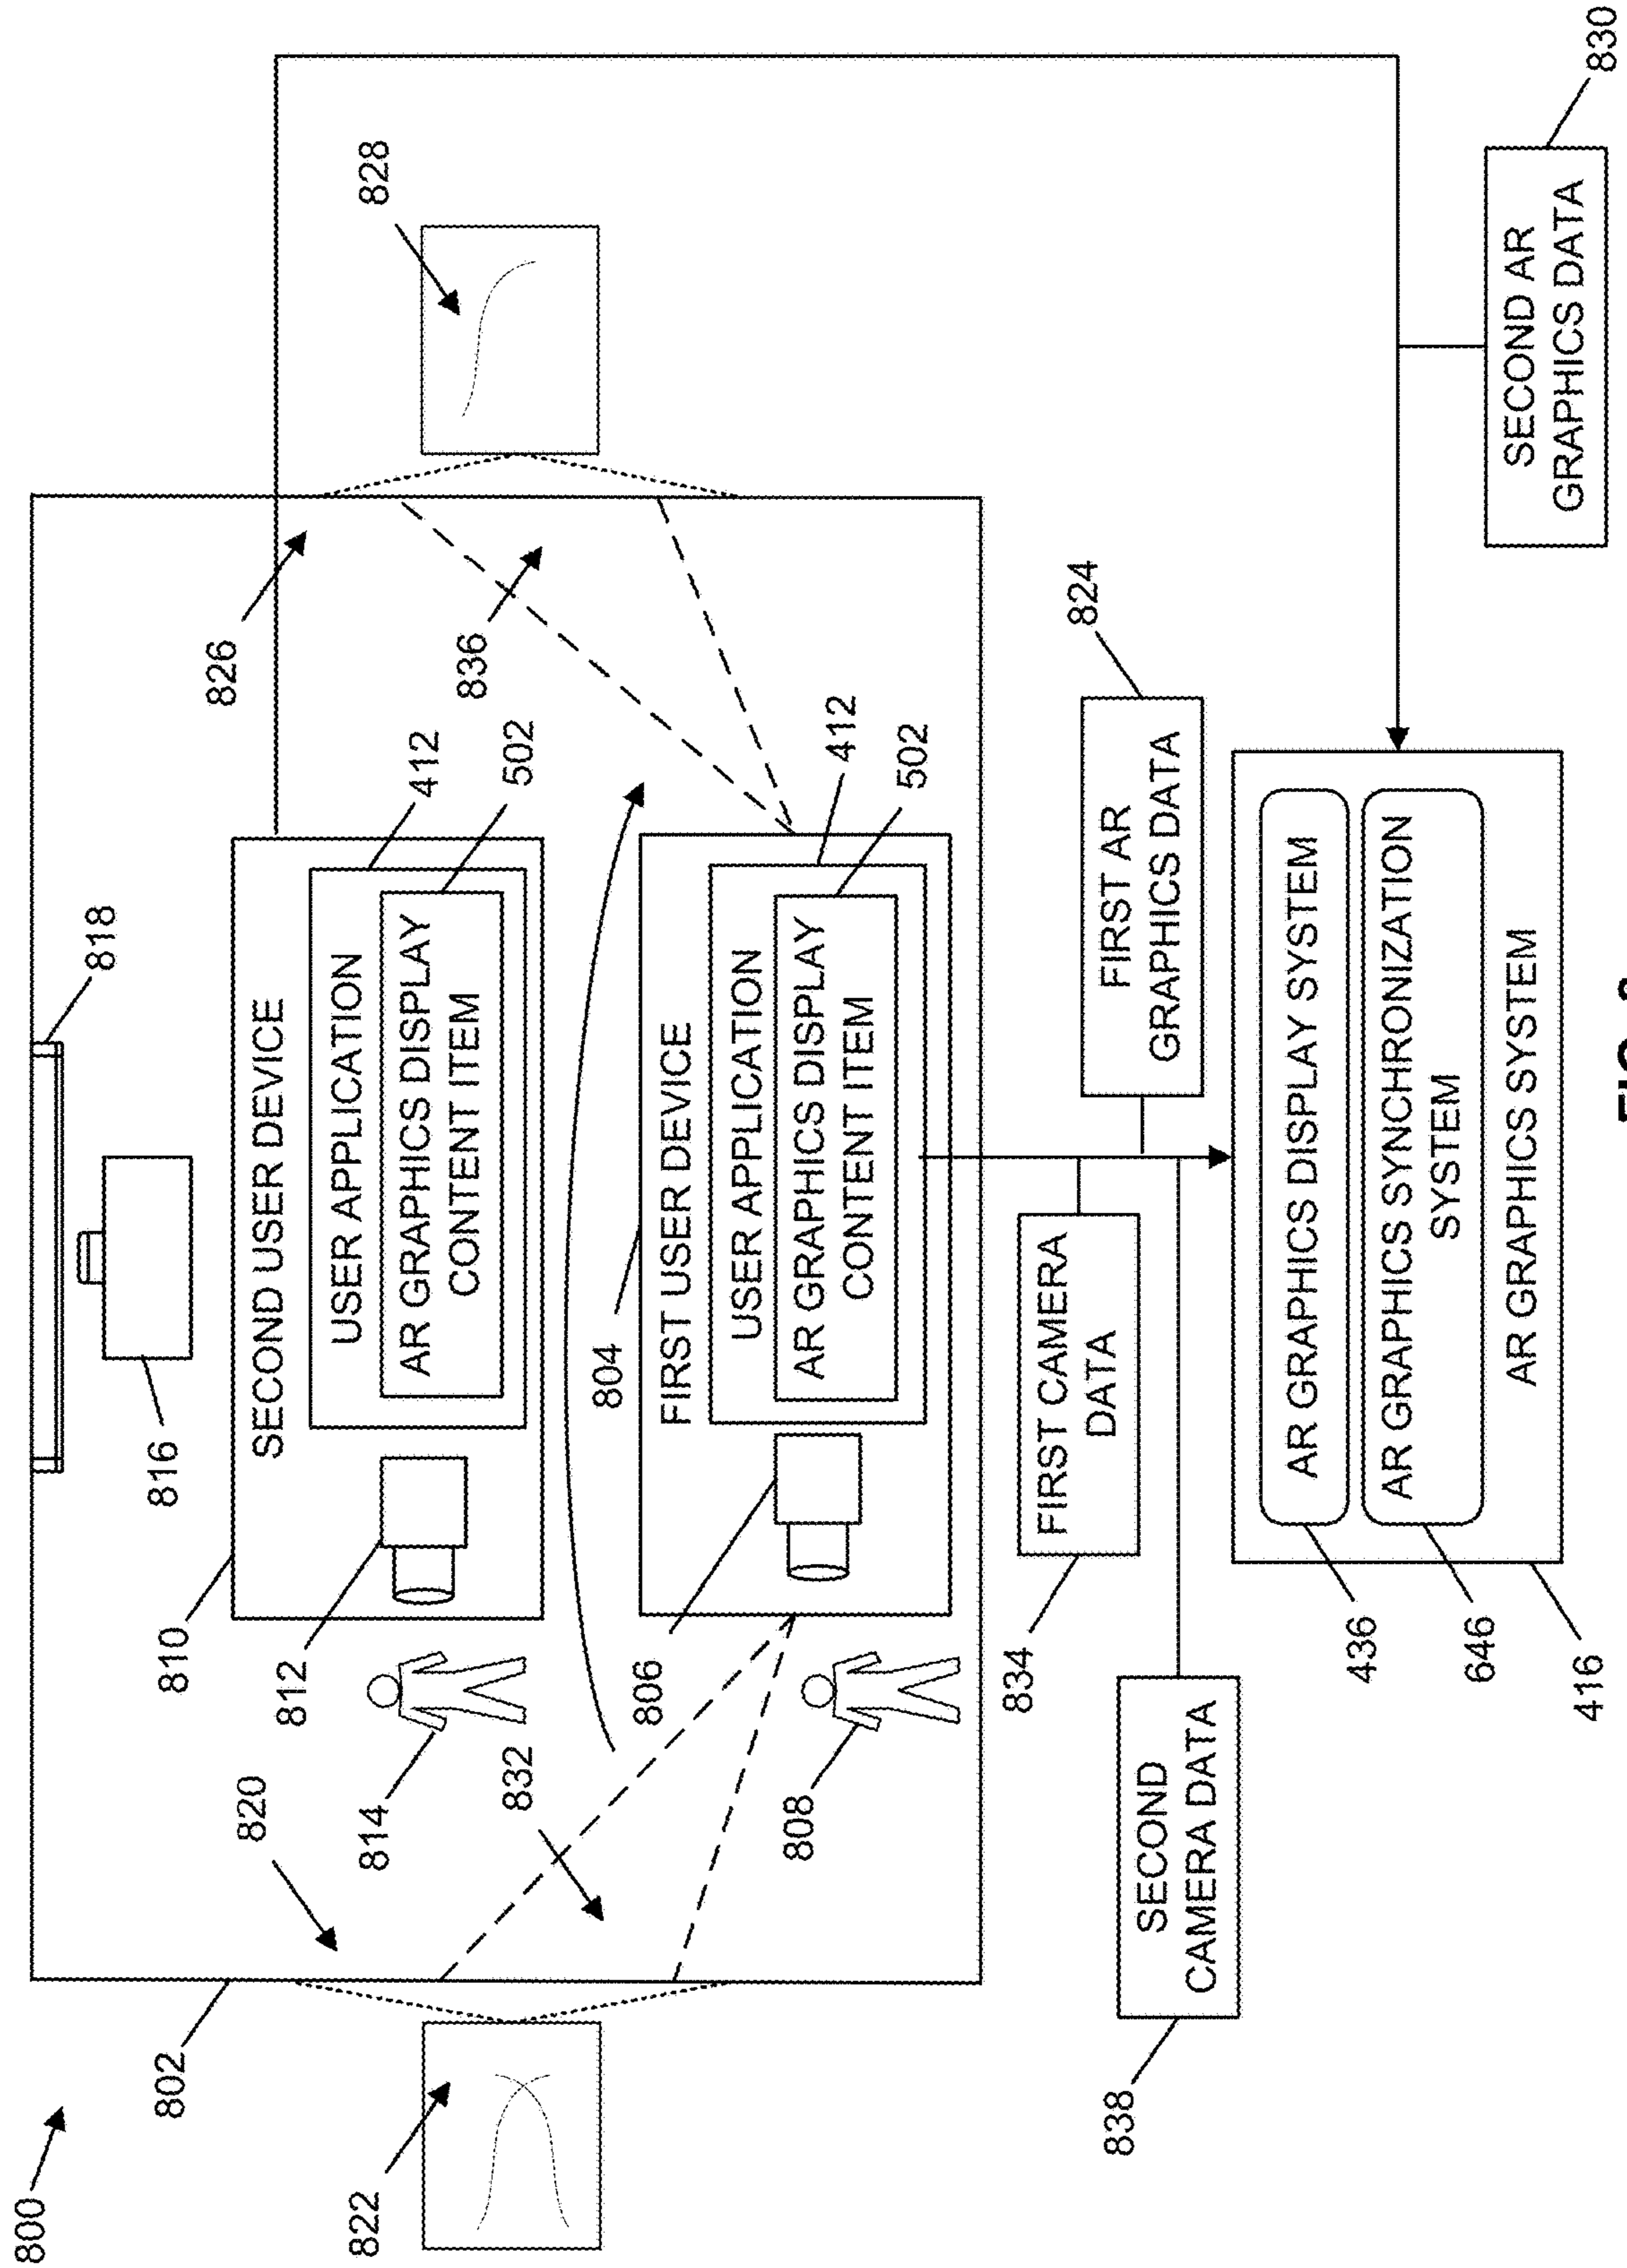 800
818
816
802
810
826
820
SECOND USER DEVICE
812
USER APPLICATION
412
AR GRAPHICS DISPLAY
CONTENT ITEM
502
814
822
828
836
832
804
806
FIRST USER DEVICE
USER APPLICATION
412
AR GRAPHICS DISPLAY
CONTENT ITEM
502
808
834
FIRST CAMERA
DATA
824
FIRST AR
GRAPHICS DATA
838
SECOND
CAMERA DATA
AR GRAPHICS DISPLAY SYSTEM
436
AR GRAPHICS SYNCHRONIZATION
SYSTEM
646
AR GRAPHICS SYSTEM
416
SECOND AR
GRAPHICS DATA
830
FIG.